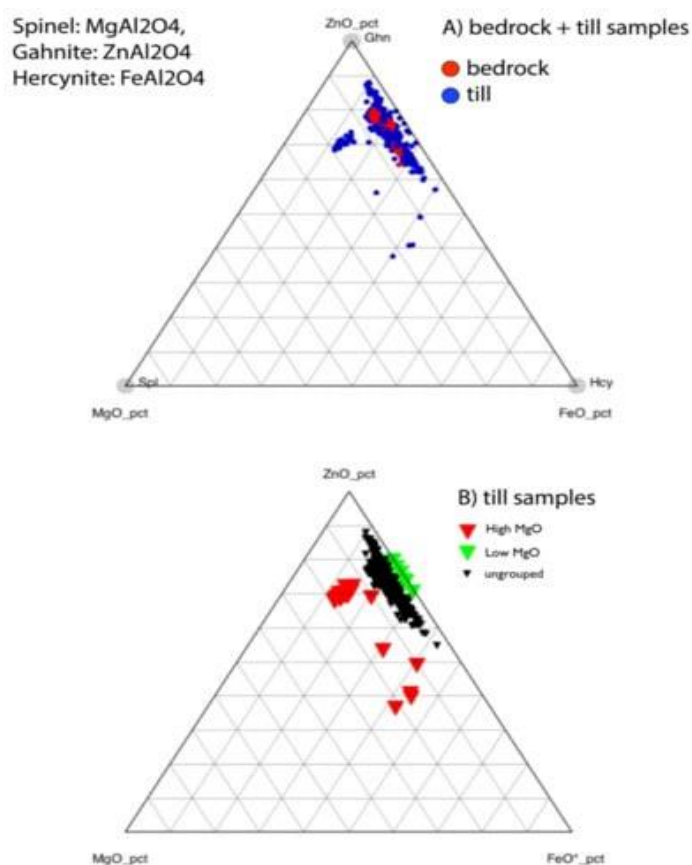 Spinel: MgAl2O4,
Gahnite: ZnAl2O4
Hercynite: FeAl2O4
ZnO_pct
Ghn
A) bedrock + till samples
bedrock
till
Spl
Hcy
MgO_pct
FeO_pct
ZnO_pct
B) till samples
High MgO
Low MgO
ungrouped
MgO_pct
FeO*_pct